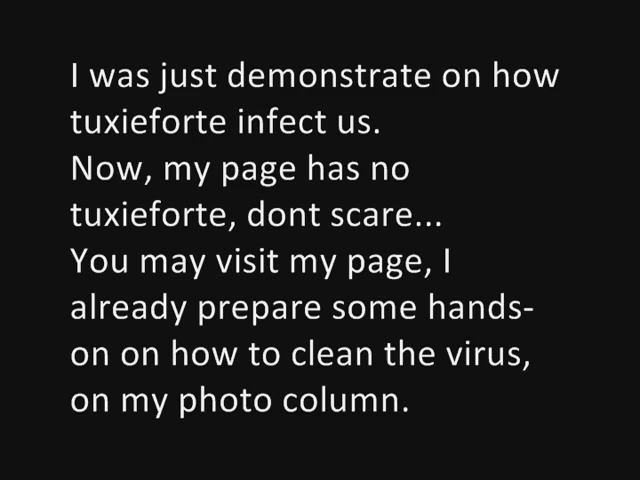 I was just demonstrate on how
tuxieforte infect us.
Now, my page has no
tuxieforte, dont scare...
You may visit my page, I
already prepare some hands-
on on how to clean the virus,
on my photo column.